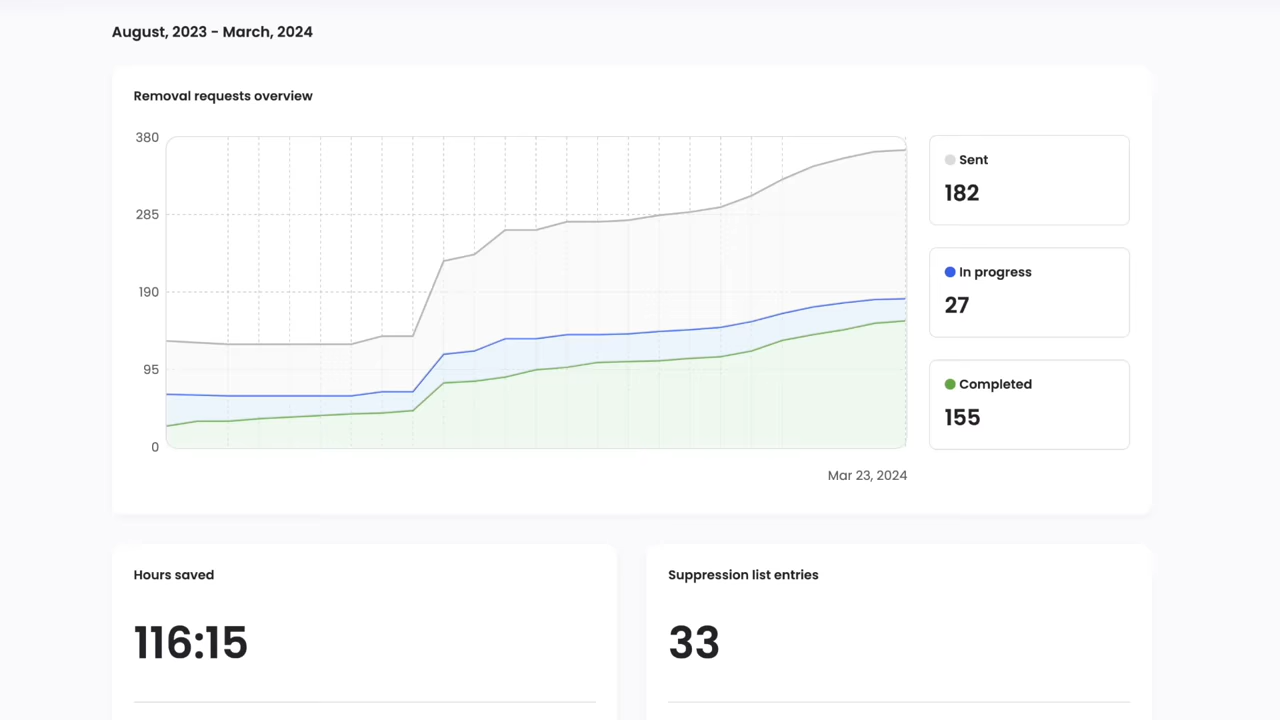 August, 2023 - March, 2024
Removal requests overview
380
285
190
95
0
Mar 23, 2024
Sent
182
In progress
27
Completed
155
Hours saved
116:15
Suppression list entries
33